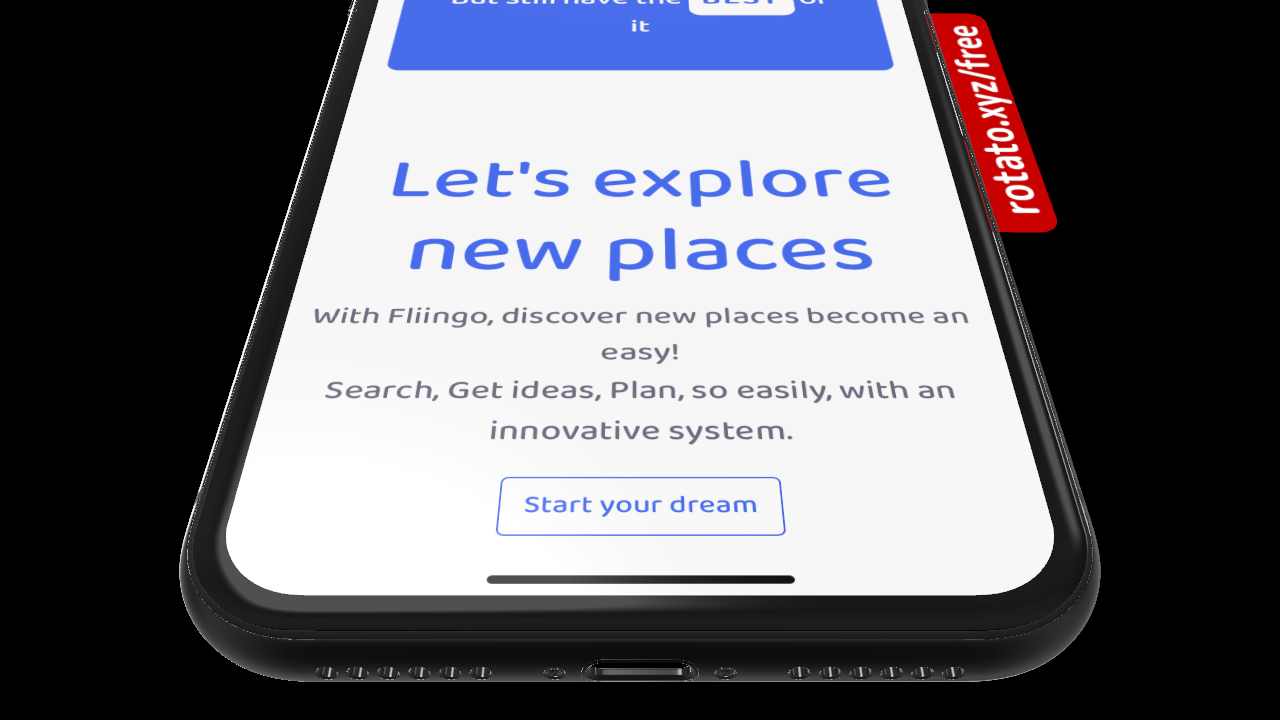 But still have the BEST of
it
rotato.xyz/free
Let's explore
new places
With Fliingo, discover new places become an
easy!
Search, Get ideas, Plan, so easily, with an
innovative system.
Start your dream